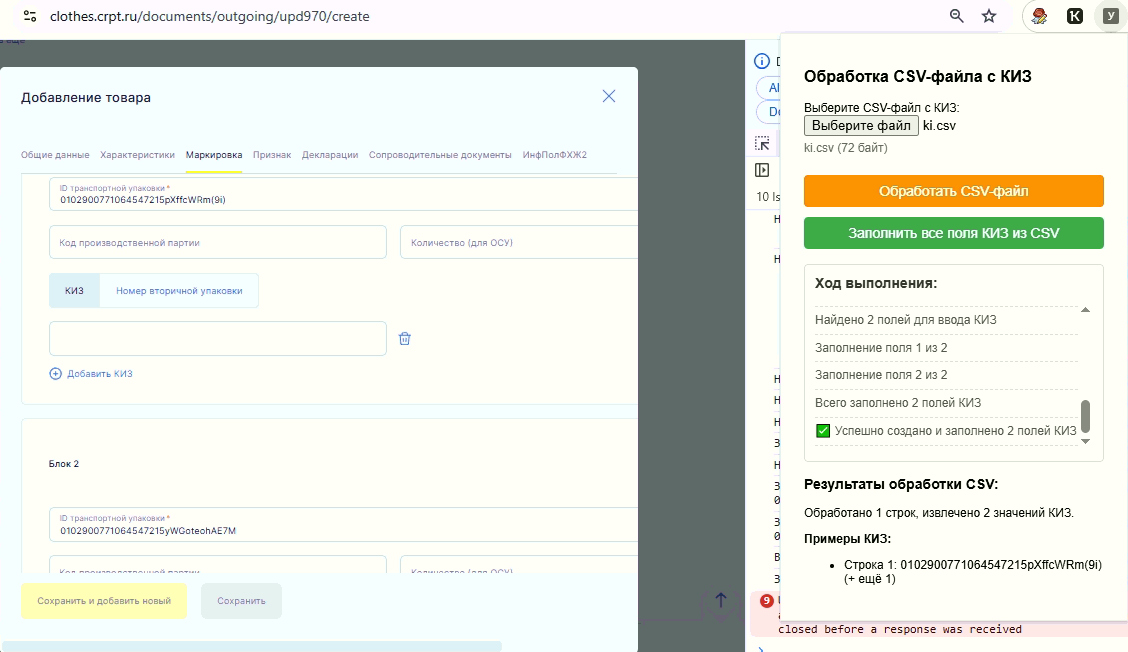 clothes.crpt.ru/documents/outgoing/upd970/create
K
У
Добавление товара
Общие данные Характеристики Маркировка Признак Декларации Сопроводительные документы ИнфПолФХЖ2
ID транспортной упаковки *
0102900771064547215pXffcWRm(9i)
Код производственной партии
Количество (для ОСУ)
КИЗ
Номер вторичной упаковки
Добавить КИЗ
Блок 2
ID транспортной упаковки *
0102900771064547215yWGoteohAE7M
Код производственной партии
Количество (для ОСУ)
Сохранить и добавить новый
Сохранить
10 Is
9
closed before a response was received
Обработка CSV-файла с КИЗ
Выберите CSV-файл с КИЗ:
Выберите файл ki.csv
ki.csv (72 байт)
Обработать CSV-файл
Заполнить все поля КИЗ из CSV
Ход выполнения:
Найдено 2 полей для ввода КИЗ
Заполнение поля 1 из 2
Заполнение поля 2 из 2
Всего заполнено 2 полей КИЗ
✅ Успешно создано и заполнено 2 полей КИЗ
Результаты обработки CSV:
Обработано 1 строк, извлечено 2 значений КИЗ.
Примеры КИЗ:
• Строка 1: 0102900771064547215pXffcWRm(9i)
(+ ещё 1)